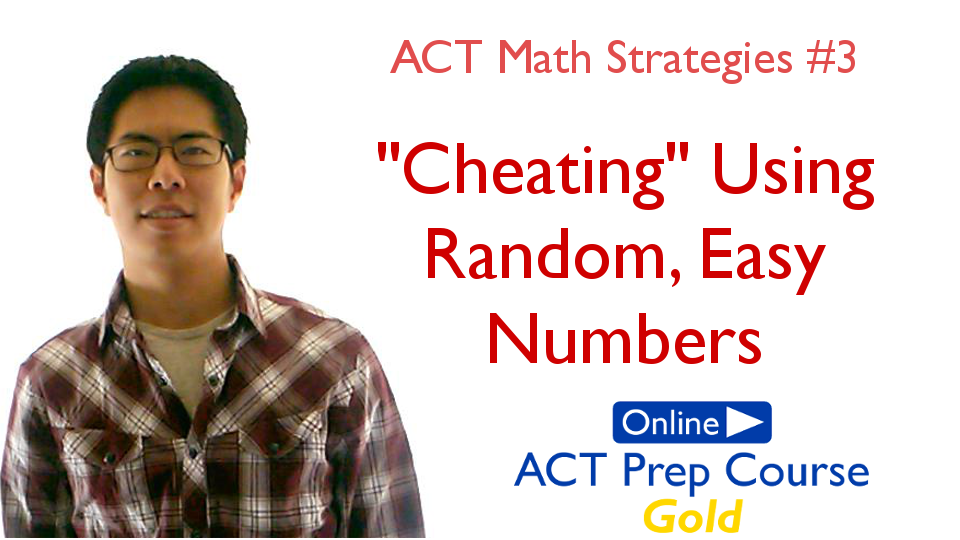 ACT Math Strategies #3
"Cheating" Using
Random, Easy
Numbers
Online
ACT Prep Course
Gold